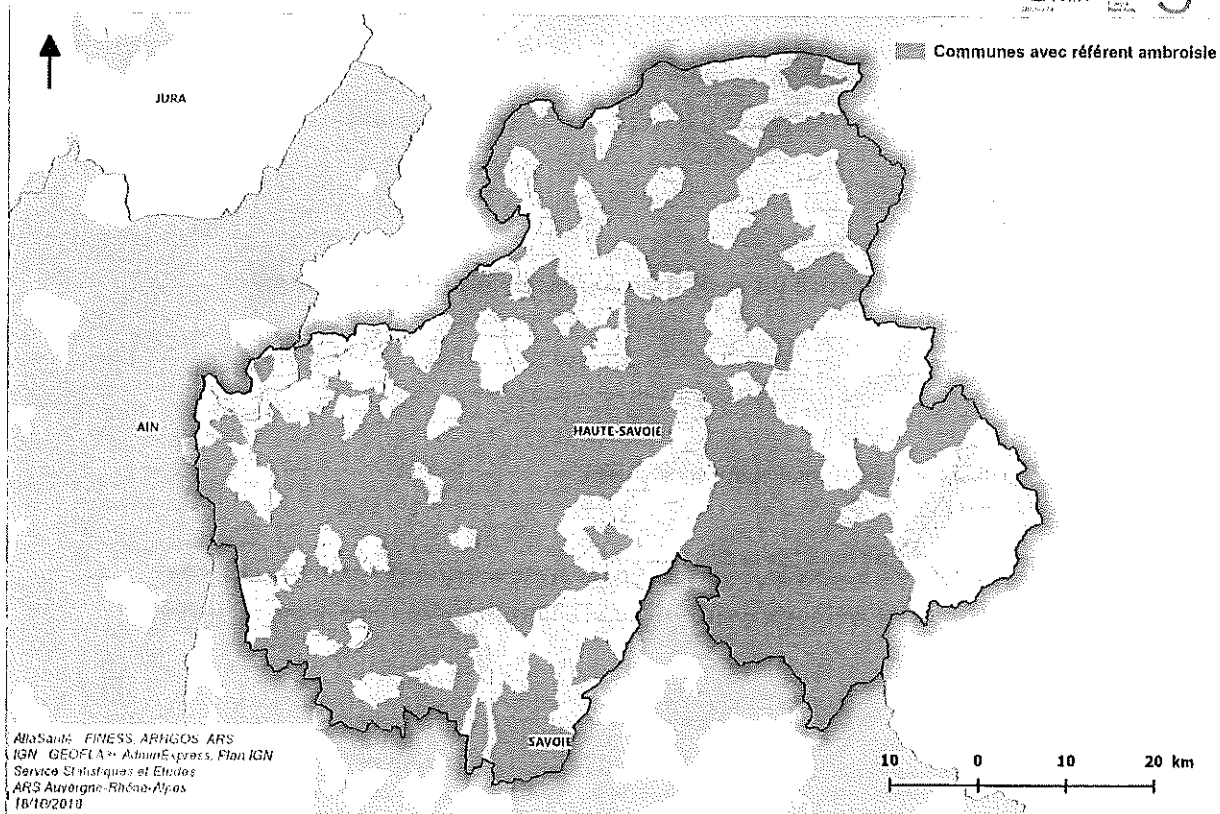 Communes avec référent ambroisie
JURA
AIN
HAUTE-SAVOIE
SAVOIE
AtlaSanté FINESS, ARHGOS ARS
IGN GEOFLA AdminExpress, Plan IGN
Service Statistiques et Etudes
ARS Auvergne-Rhône-Alpes
10 0 10 20 km